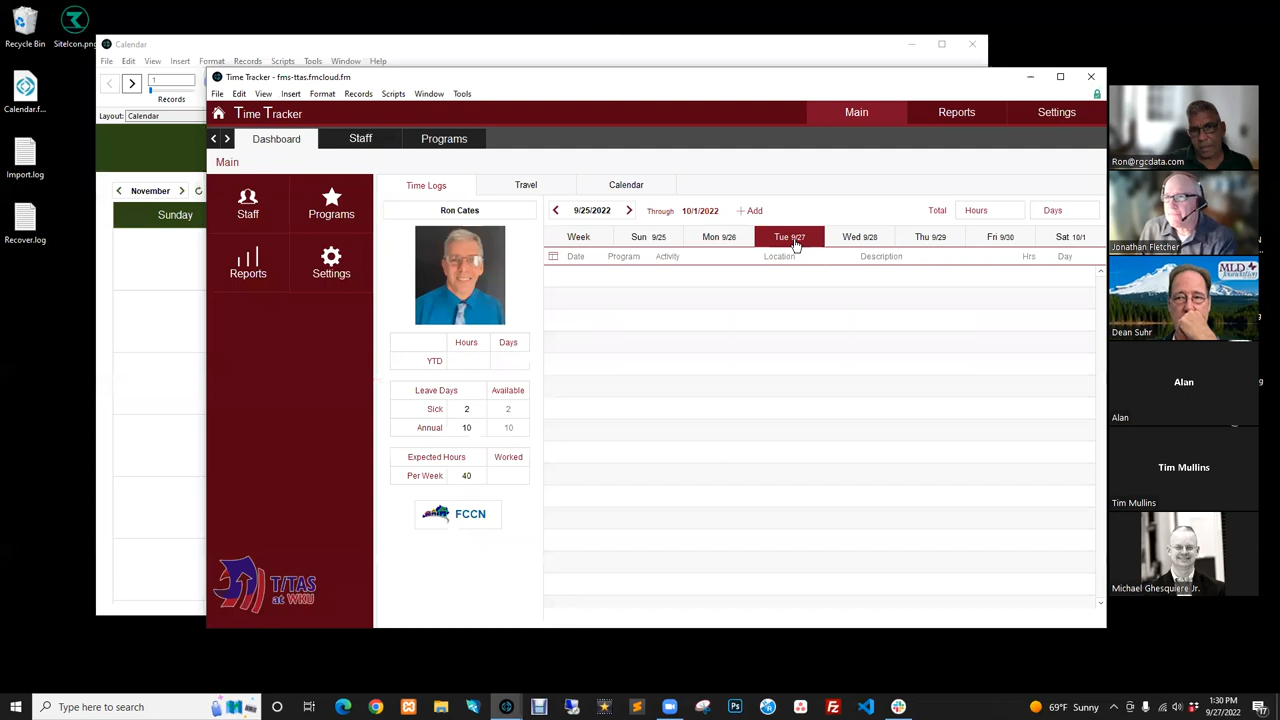 Recycle Bin
SiteIcon.png
Calendar.f...
Import.log
Recover.log
Calendar
File Edit View Insert Format Records Scripts Tools Window Help
1
Records
Layout: Calendar
November
Sunday
Time Tracker - fms-ttas.fmcloud.fm
File Edit View Insert Format Records Scripts Window Tools
Time Tracker
Main Reports Settings
Dashboard Staff Programs
Main
Staff Programs
Reports Settings
T/TAS
at WKU
Time Logs Travel Calendar
Ron Cates
9/25/2022 Through 10/1/2022 + Add Total Hours Days
Week Sun 9/25 Mon 9/26 Tue 9/27 Wed 9/28 Thu 9/29 Fri 9/30 Sat 10/1
Date Program Activity Location Description Hrs Day
Hours Days
YTD
Leave Days Available
Sick 2 2
Annual 10 10
Expected Hours Worked
Per Week 40
FCCN
Ron@rgcdata.com
Jonathan Fletcher
MLD
foundation
Dean Suhr
Alan
Alan
Tim Mullins
Tim Mullins
Michael Ghesquiere Jr.
Type here to search
69°F Sunny
1:30 PM
9/27/2022